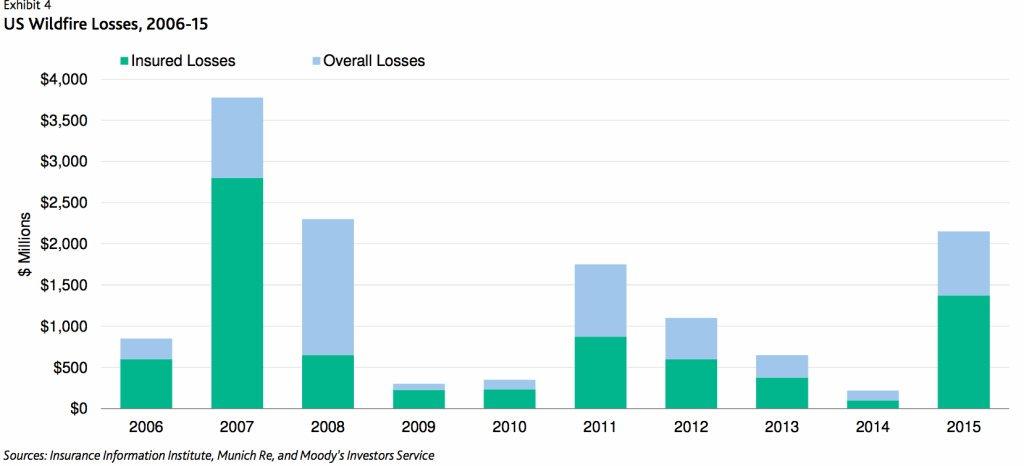 Exhibit 4
US Wildfire Losses, 2006-15
Insured Losses Overall Losses
$4,000
$3,500
$3,000
$2,500
$2,000
$1,500
$1,000
$500
$0
$ Millions
2006 2007 2008 2009 2010 2011 2012 2013 2014 2015
Sources: Insurance Information Institute, Munich Re, and Moody's Investors Service